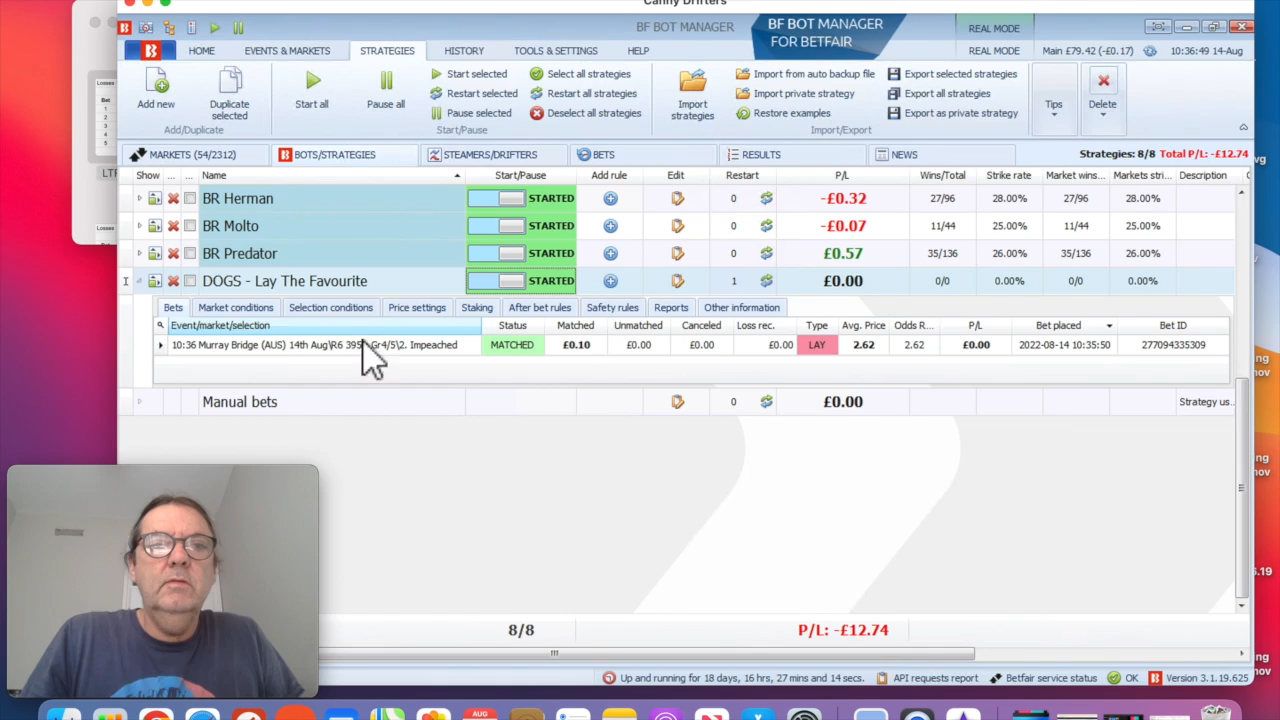 Canny Drifters
BF BOT MANAGER
BF BOT MANAGER
FOR BETFAIR
REAL MODE
HOME EVENTS & MARKETS STRATEGIES HISTORY TOOLS & SETTINGS HELP
REAL MODE Main £79.42 (-£0.17) 10:36:49 14-Aug
Add new
Duplicate
selected
Add/Duplicate
Start all
Pause all
Start selected
Restart selected
Pause selected
Select all strategies
Restart all strategies
Deselect all strategies
Start/Pause
Import
strategies
Import from auto backup file
Import private strategy
Restore examples
Export selected strategies
Export all strategies
Export as private strategy
Import/Export
Tips
Delete
MARKETS (54/2312) BOTS/STRATEGIES STEAMERS/DRIFTERS BETS RESULTS NEWS Strategies: 8/8 Total P/L: -£12.74
Show ... ... Name Start/Pause Add rule Edit Restart P/L Wins/Total Strike rate Market wins... Markets stri... Description
BR Herman STARTED 0 -£0.32 27/96 28.00% 27/96 28.00%
BR Molto STARTED 0 -£0.07 11/44 25.00% 11/44 25.00%
BR Predator STARTED 0 £0.57 35/136 26.00% 35/136 26.00%
DOGS - Lay The Favourite STARTED 1 £0.00 0/0 0.00% 0/0 0.00%
Bets Market conditions Selection conditions Price settings Staking After bet rules Safety rules Reports Other information
Event/market/selection Status Matched Unmatched Canceled Loss rec. Type Avg. Price Odds R... P/L Bet placed Bet ID
10:36 Murray Bridge (AUS) 14th Aug\R6 395 Gr4/5\2. Impeached MATCHED £0.10 £0.00 £0.00 £0.00 LAY 2.62 2.62 £0.00 2022-08-14 10:35:50 277094335309
Manual bets 0 £0.00 Strategy us...
8/8 P/L: -£12.74
Up and running for 18 days, 16 hrs, 27 mins and 14 secs. API requests report Betfair service status OK Version 3.1.19.625
Losses
Bet
1
2
3
4
5
Losses
AUG